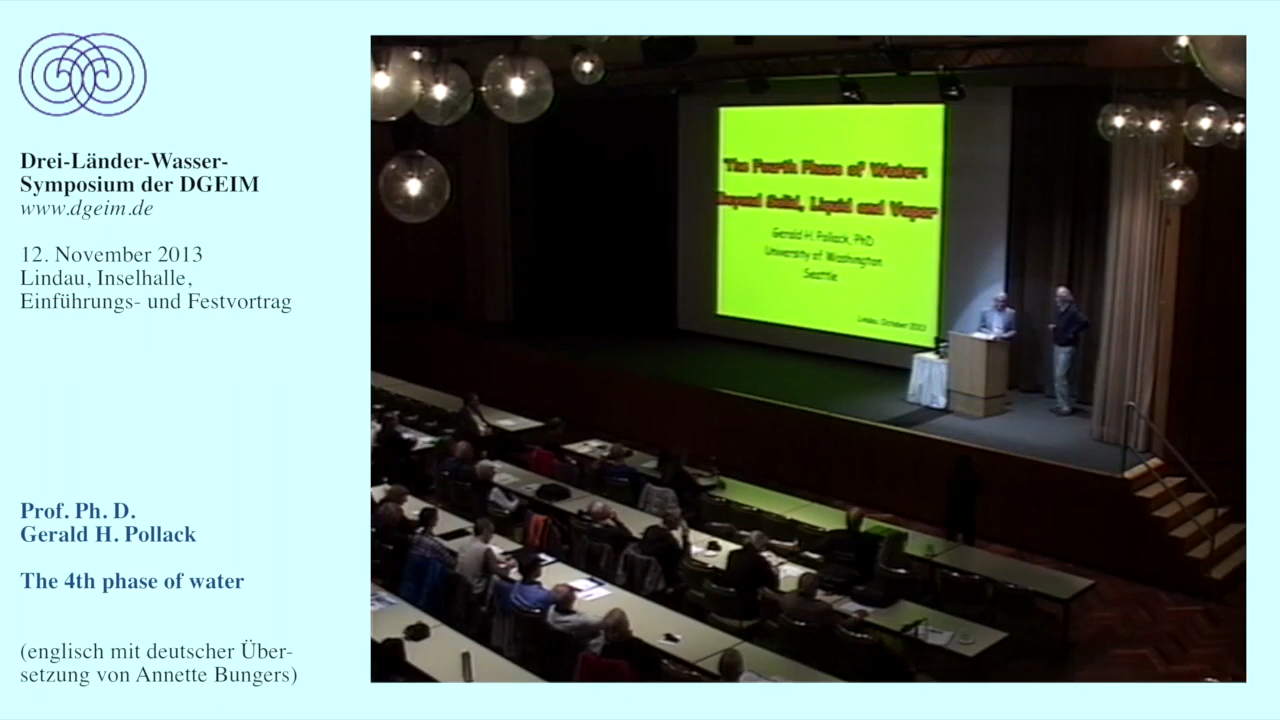 Drei-Länder-Wasser-
Symposium der DGEIM
www.dgeim.de
12. November 2013
Lindau, Inselhalle,
Einführungs- und Festvortrag
Prof. Ph. D.
Gerald H. Pollack
The 4th phase of water
(englisch mit deutscher Über-
setzung von Annette Bungers)
The Fourth Phase of Water:
Beyond Solid, Liquid and Vapor
Gerald H. Pollack, PhD
University of Washington
Seattle
Lindau, October 2013